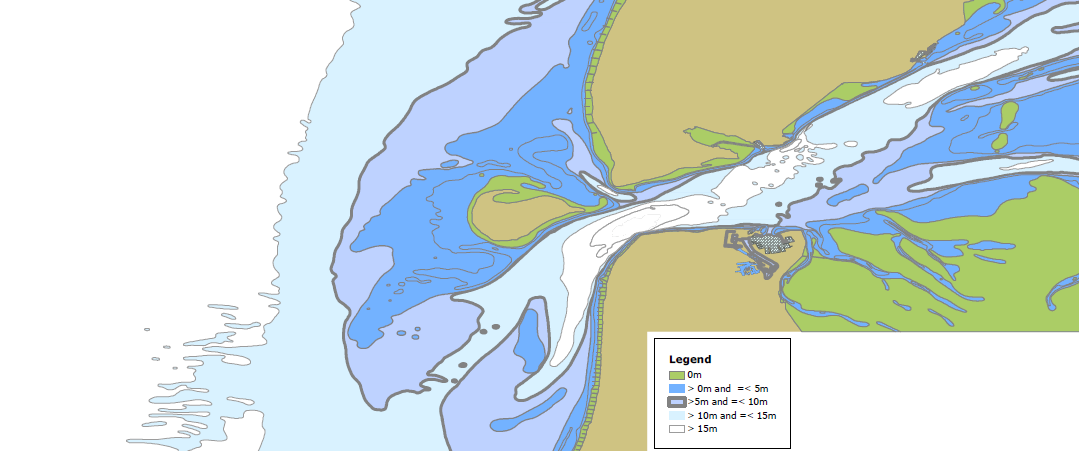 Legend
0m
> 0m and =< 5m
>5m and =< 10m
> 10m and =< 15m
> 15m